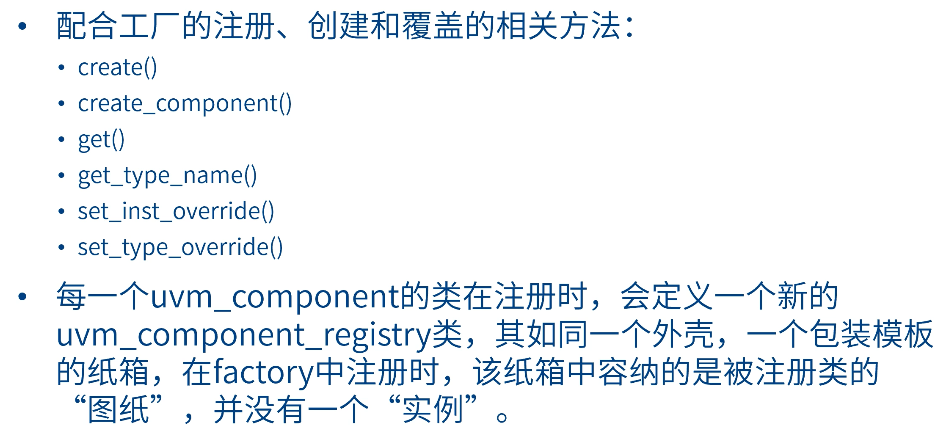 • 配合工厂的注册、创建和覆盖的相关方法：
• create()
• create_component()
• get()
• get_type_name()
• set_inst_override()
• set_type_override()
• 每一个uvm_component的类在注册时，会定义一个新的
uvm_component_registry类，其如同一个外壳，一个包装模板
的纸箱，在factory中注册时，该纸箱中容纳的是被注册类的
“图纸”，并没有一个“实例”。